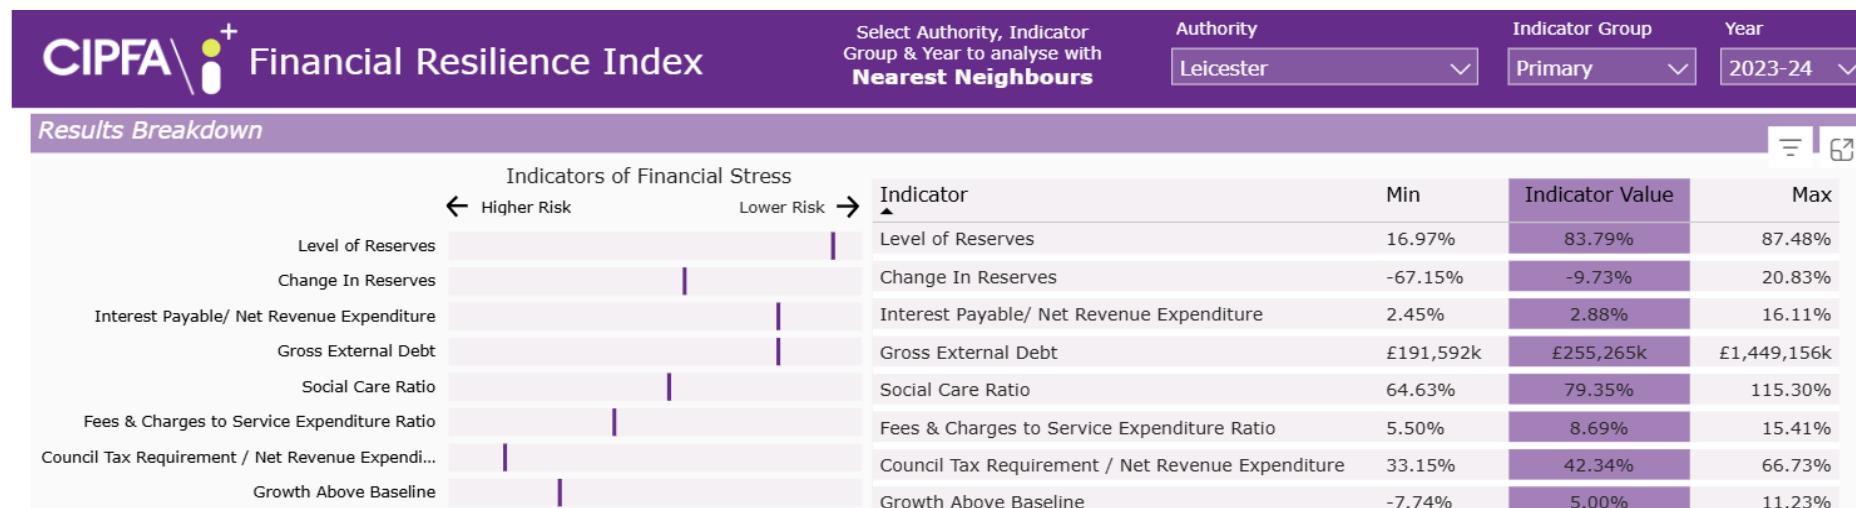 CIPFA\i+ Financial Resilience Index
Select Authority, Indicator
Group & Year to analyse with
Nearest Neighbours
Authority
Leicester
Indicator Group
Primary
Year
2023-24
Results Breakdown
Indicators of Financial Stress
← Higher Risk Lower Risk →
Level of Reserves
Change In Reserves
Interest Payable/ Net Revenue Expenditure
Gross External Debt
Social Care Ratio
Fees & Charges to Service Expenditure Ratio
Council Tax Requirement / Net Revenue Expendi...
Growth Above Baseline
Indicator Min Indicator Value Max
Level of Reserves 16.97% 83.79% 87.48%
Change In Reserves -67.15% -9.73% 20.83%
Interest Payable/ Net Revenue Expenditure 2.45% 2.88% 16.11%
Gross External Debt £191,592k £255,265k £1,449,156k
Social Care Ratio 64.63% 79.35% 115.30%
Fees & Charges to Service Expenditure Ratio 5.50% 8.69% 15.41%
Council Tax Requirement / Net Revenue Expenditure 33.15% 42.34% 66.73%
Growth Above Baseline -7.74% 5.00% 11.23%